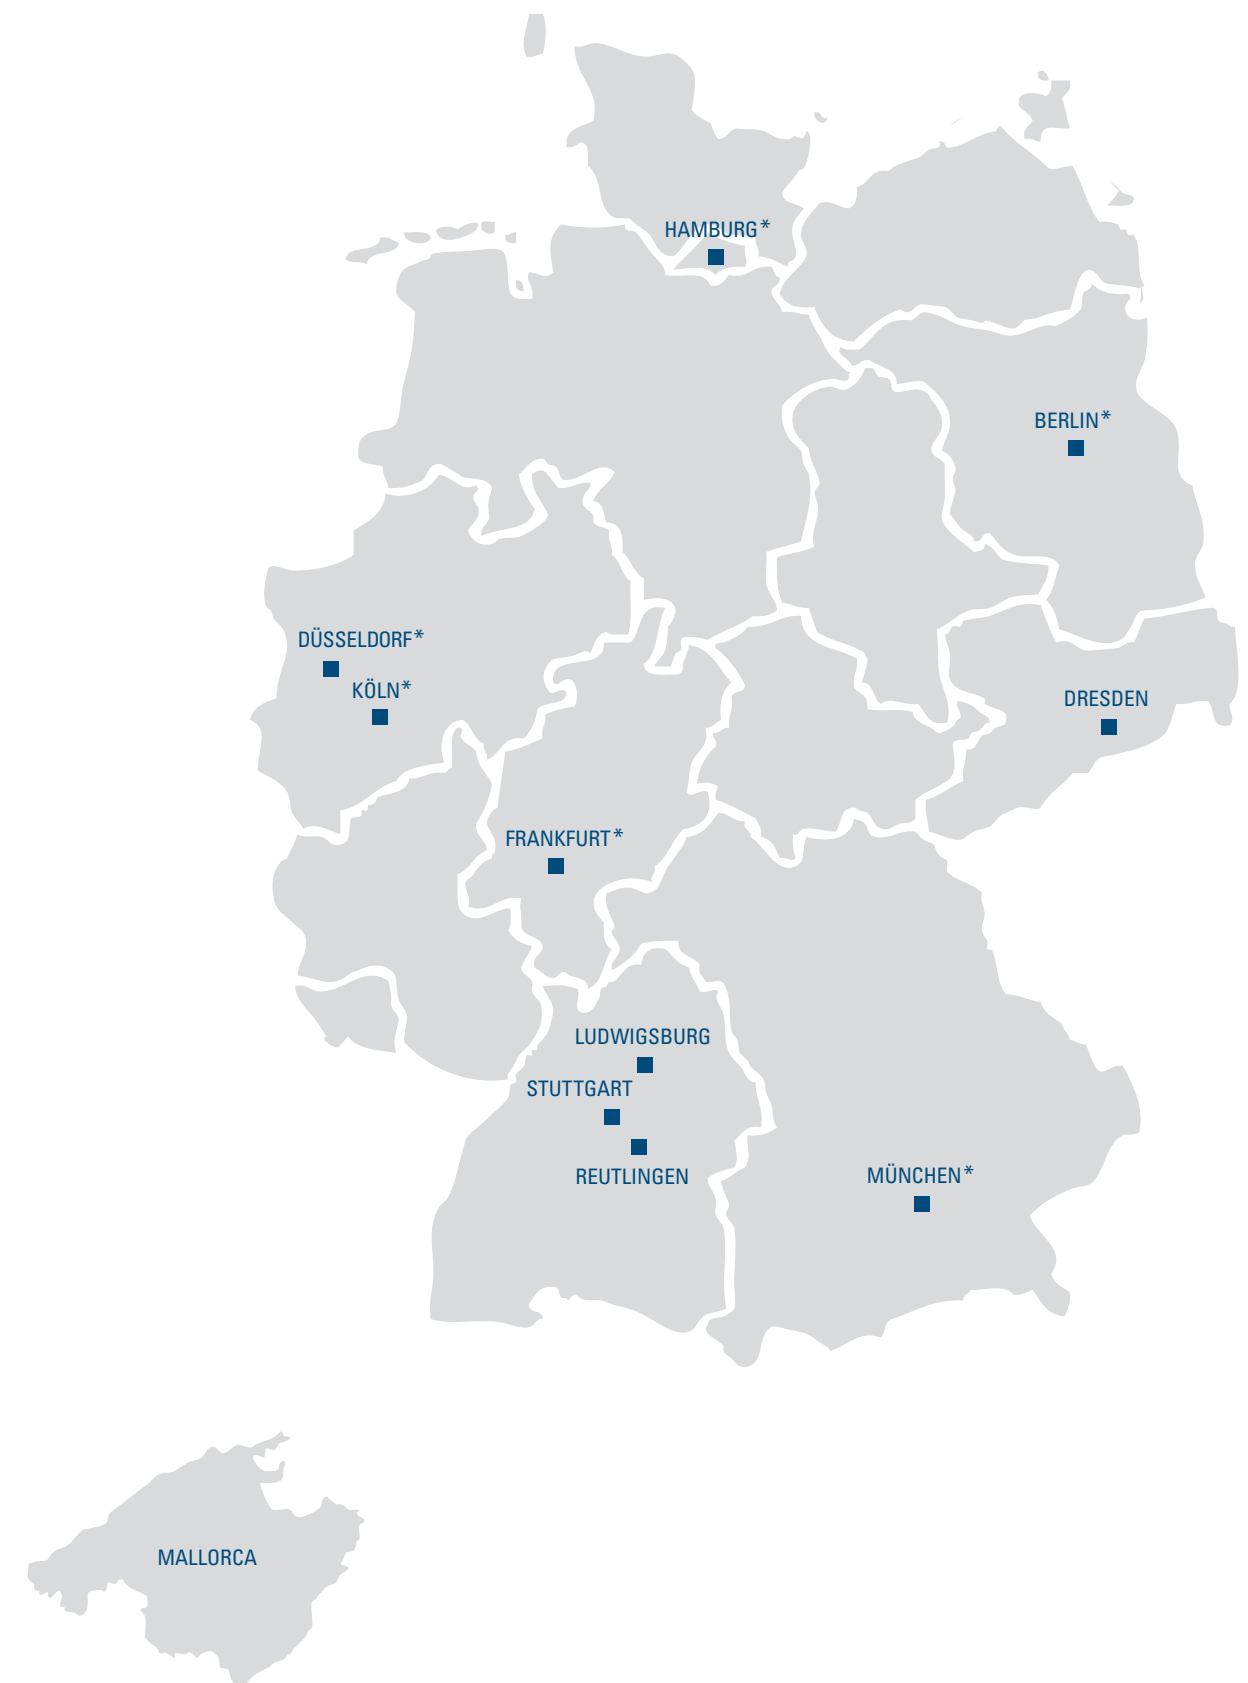 HAMBURG*
BERLIN*
DÜSSELDORF*
KÖLN*
DRESDEN
FRANKFURT*
LUDWIGSBURG
STUTTGART
REUTLINGEN
MÜNCHEN*
MALLORCA